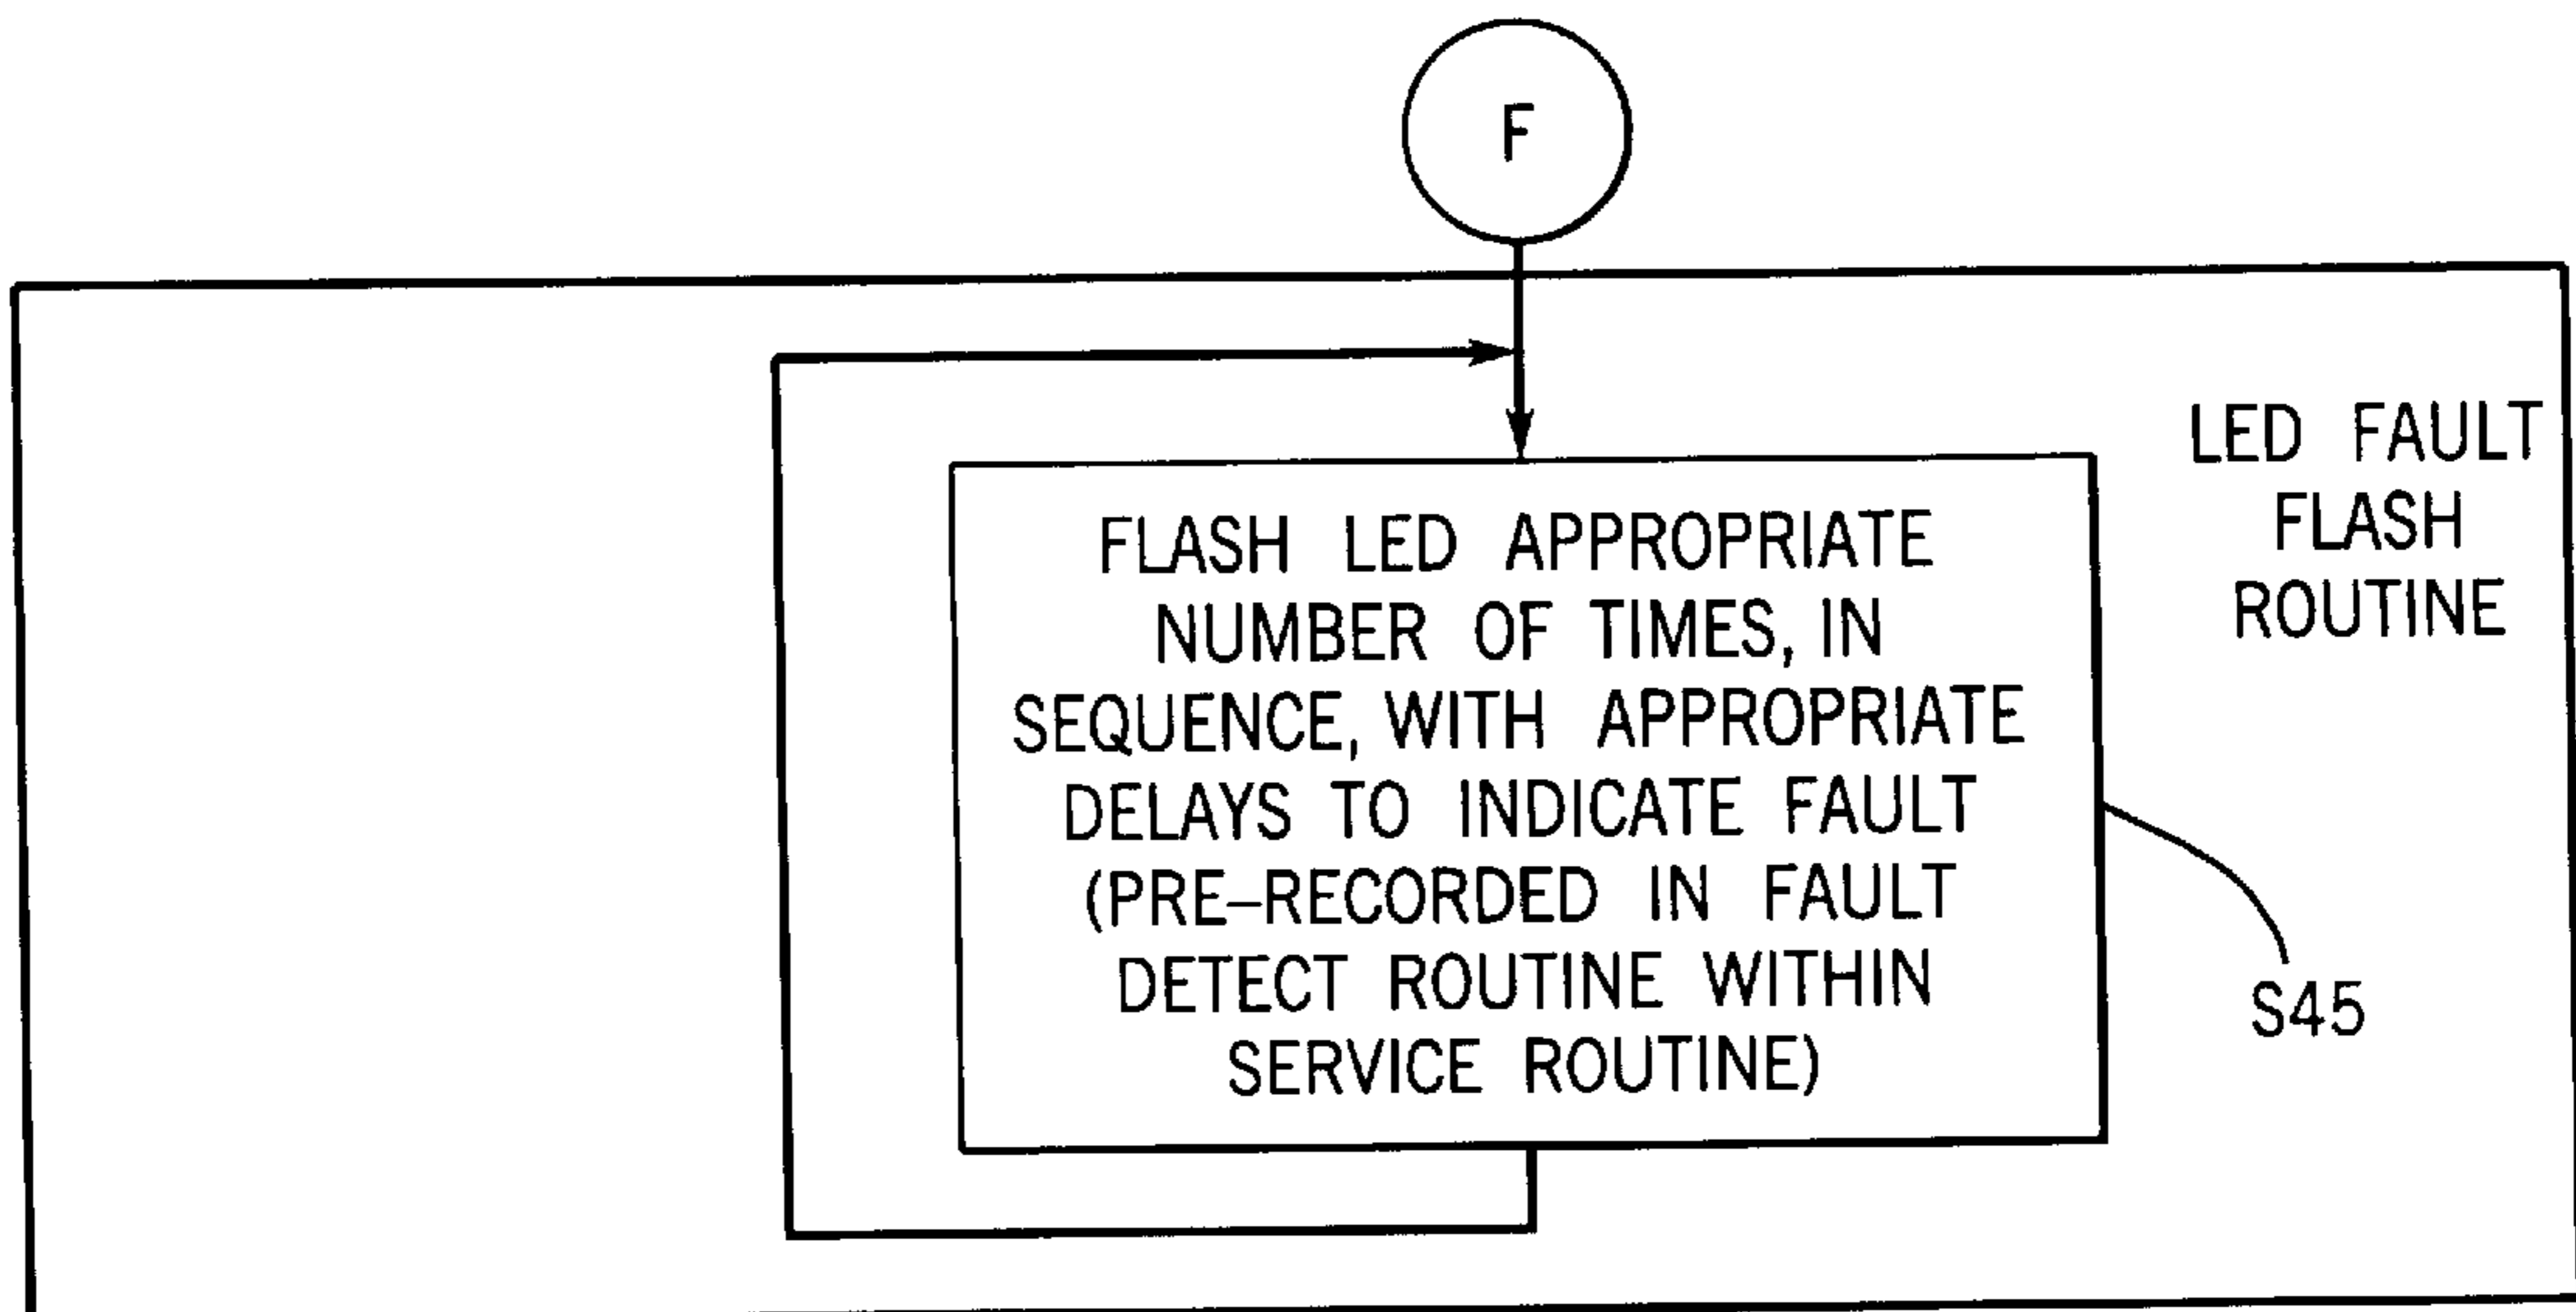 F
LED FAULT
FLASH
ROUTINE
FLASH LED APPROPRIATE
NUMBER OF TIMES, IN
SEQUENCE, WITH APPROPRIATE
DELAYS TO INDICATE FAULT
(PRE–RECORDED IN FAULT
DETECT ROUTINE WITHIN
SERVICE ROUTINE)
S45